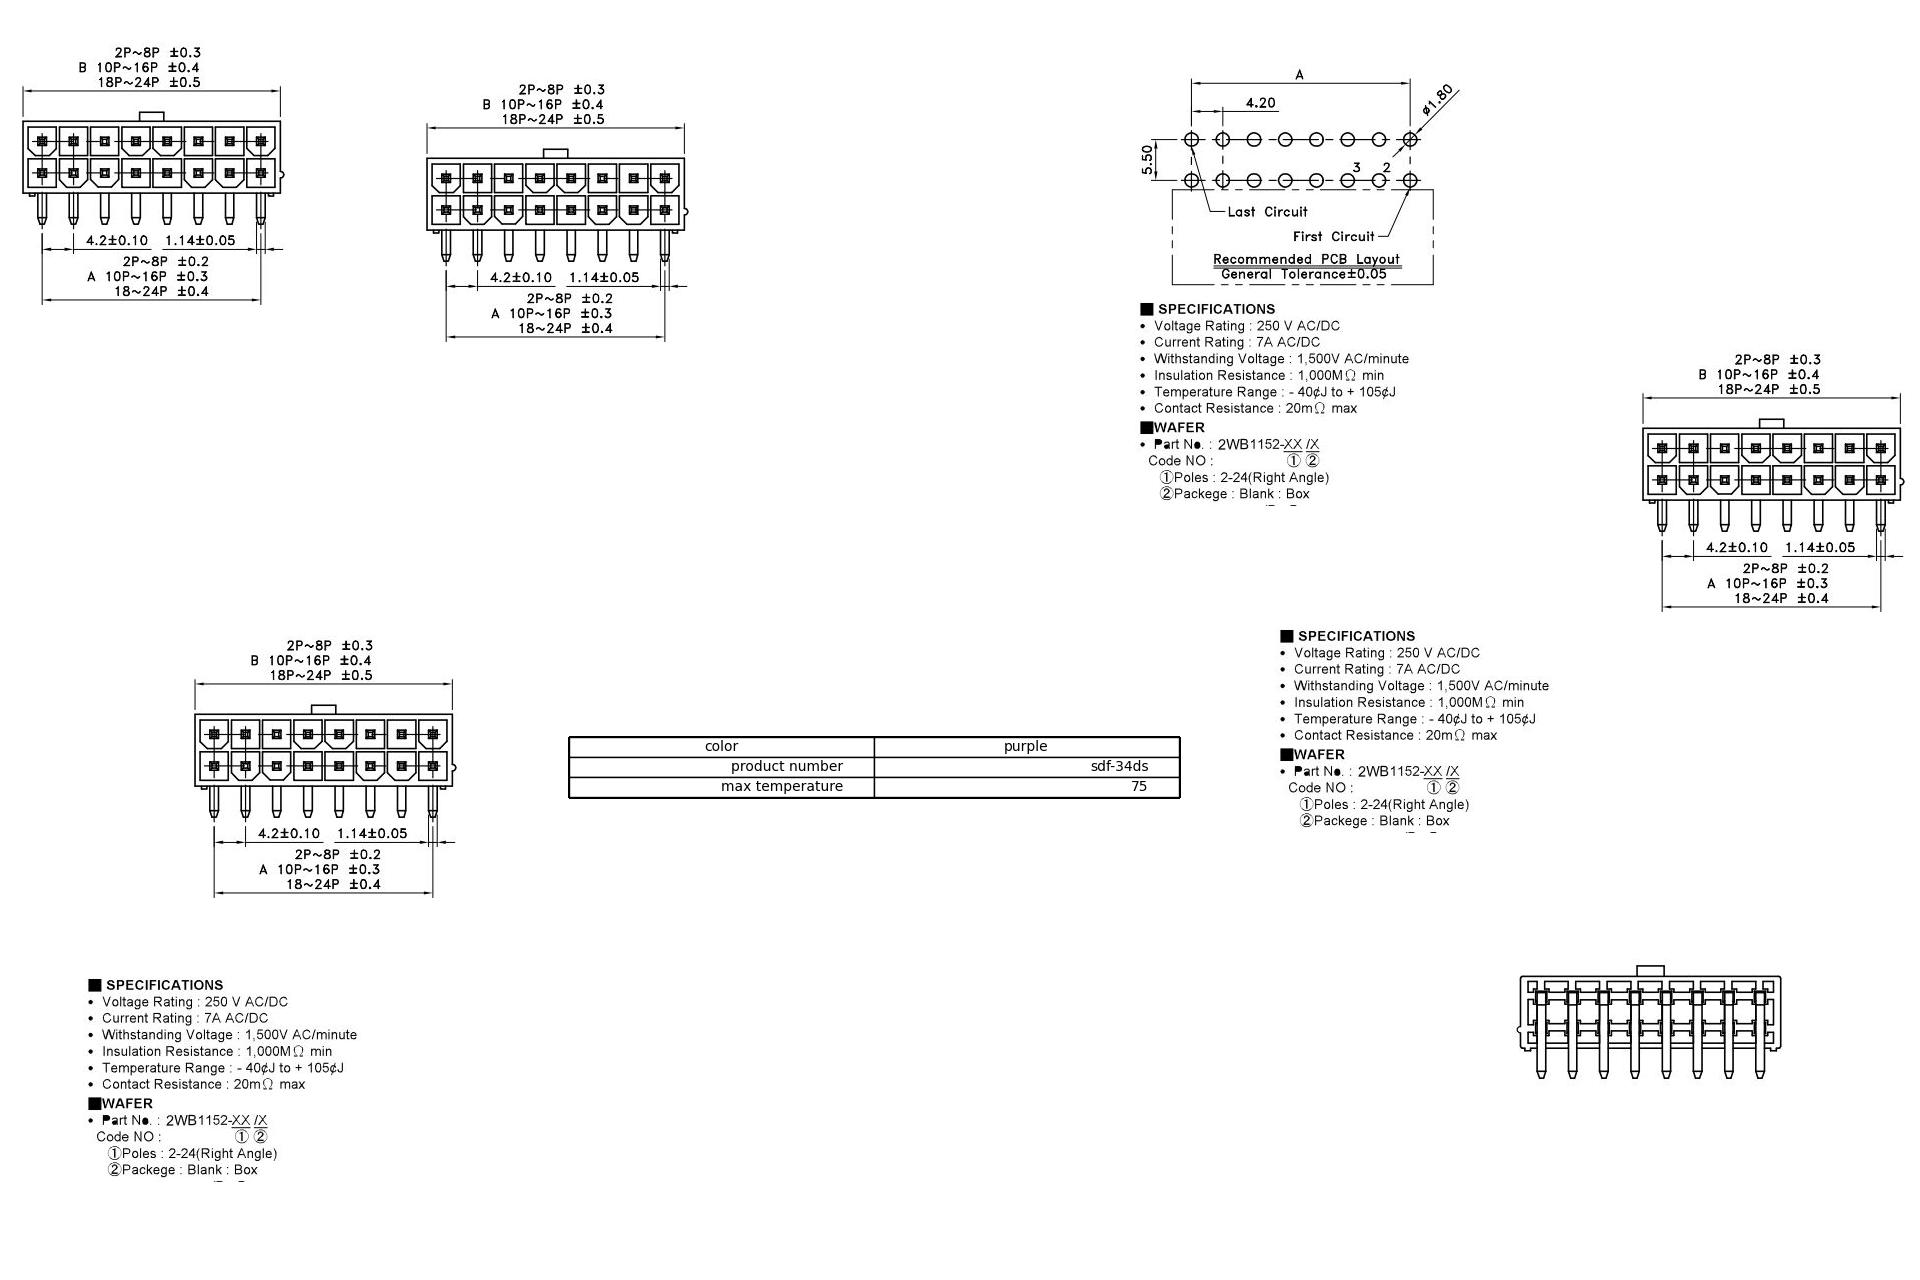 2P~8P ±0.3
B 10P~16P ±0.4
18P~24P ±0.5
4.2±0.10 1.14±0.05
2P~8P ±0.2
A 10P~16P ±0.3
18~24P ±0.4
2P~8P ±0.3
B 10P~16P ±0.4
18P~24P ±0.5
4.2±0.10 1.14±0.05
2P~8P ±0.2
A 10P~16P ±0.3
18~24P ±0.4
A
4.20
ø1.80
5.50
3 2
Last Circuit
First Circuit
Recommended PCB Layout
General Tolerance±0.05
■ SPECIFICATIONS
• Voltage Rating : 250 V AC/DC
• Current Rating : 7A AC/DC
• Withstanding Voltage : 1,500V AC/minute
• Insulation Resistance : 1,000MΩ min
• Temperature Range : - 40¢J to + 105¢J
• Contact Resistance : 20mΩ max
■WAFER
• Part No. : 2WB1152-XX /X
Code NO : ① ②
①Poles : 2-24(Right Angle)
②Packege : Blank : Box
2P~8P ±0.3
B 10P~16P ±0.4
18P~24P ±0.5
4.2±0.10 1.14±0.05
2P~8P ±0.2
A 10P~16P ±0.3
18~24P ±0.4
2P~8P ±0.3
B 10P~16P ±0.4
18P~24P ±0.5
4.2±0.10 1.14±0.05
2P~8P ±0.2
A 10P~16P ±0.3
18~24P ±0.4
color purple
product number sdf-34ds
max temperature 75
■ SPECIFICATIONS
• Voltage Rating : 250 V AC/DC
• Current Rating : 7A AC/DC
• Withstanding Voltage : 1,500V AC/minute
• Insulation Resistance : 1,000MΩ min
• Temperature Range : - 40¢J to + 105¢J
• Contact Resistance : 20mΩ max
■WAFER
• Part No. : 2WB1152-XX /X
Code NO : ① ②
①Poles : 2-24(Right Angle)
②Packege : Blank : Box
■ SPECIFICATIONS
• Voltage Rating : 250 V AC/DC
• Current Rating : 7A AC/DC
• Withstanding Voltage : 1,500V AC/minute
• Insulation Resistance : 1,000MΩ min
• Temperature Range : - 40¢J to + 105¢J
• Contact Resistance : 20mΩ max
■WAFER
• Part No. : 2WB1152-XX /X
Code NO : ① ②
①Poles : 2-24(Right Angle)
②Packege : Blank : Box